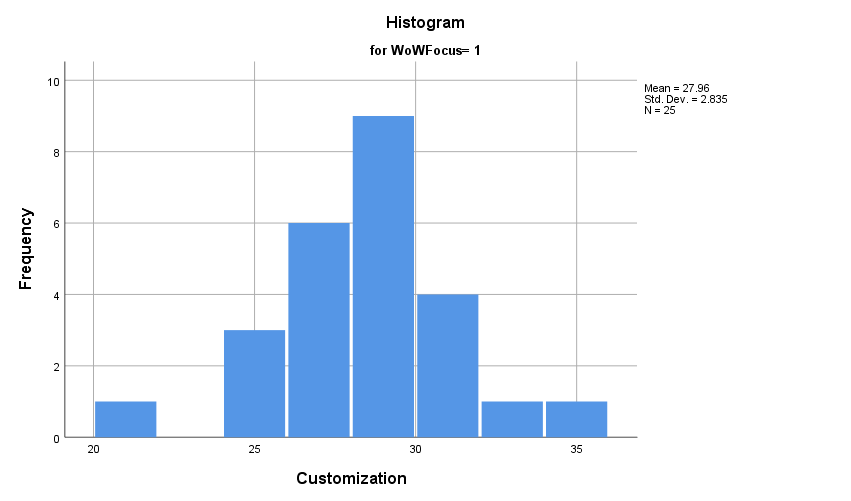 Histogram
for WoWFocus= 1
Mean = 27.96
Std. Dev. = 2.835
N = 25
Frequency
10
8
6
4
2
0
20 25 30 35
Customization